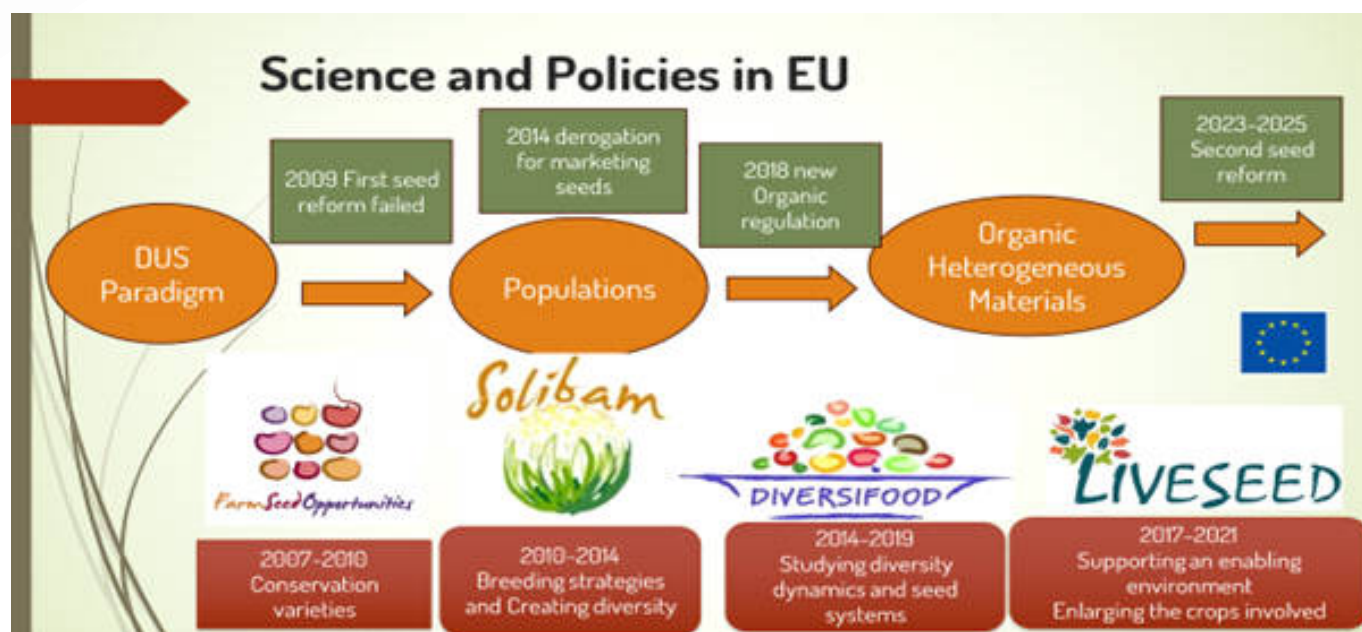 Science and Policies in EU
2009 First seed
reform failed
2014 derogation
for marketing
seeds
2018 new
Organic
regulation
2023-2025
Second seed
reform
DUS
Paradigm
Populations
Organic
Heterogeneous
Materials
FarmSeedOpportunities
Solibam
DIVERSIFOOD
LIVESEED
2007-2010
Conservation
varieties
2010-2014
Breeding strategies
and Creating diversity
2014-2019
Studying diversity
dynamics and seed
systems
2017-2021
Supporting an enabling
environment
Enlarging the crops involved